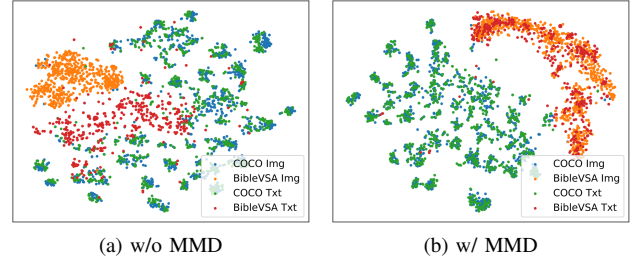 COCO Img
BibleVSA Img
COCO Txt
BibleVSA Txt
COCO Img
BibleVSA Img
COCO Txt
BibleVSA Txt
(a) w/o MMD
(b) w/ MMD